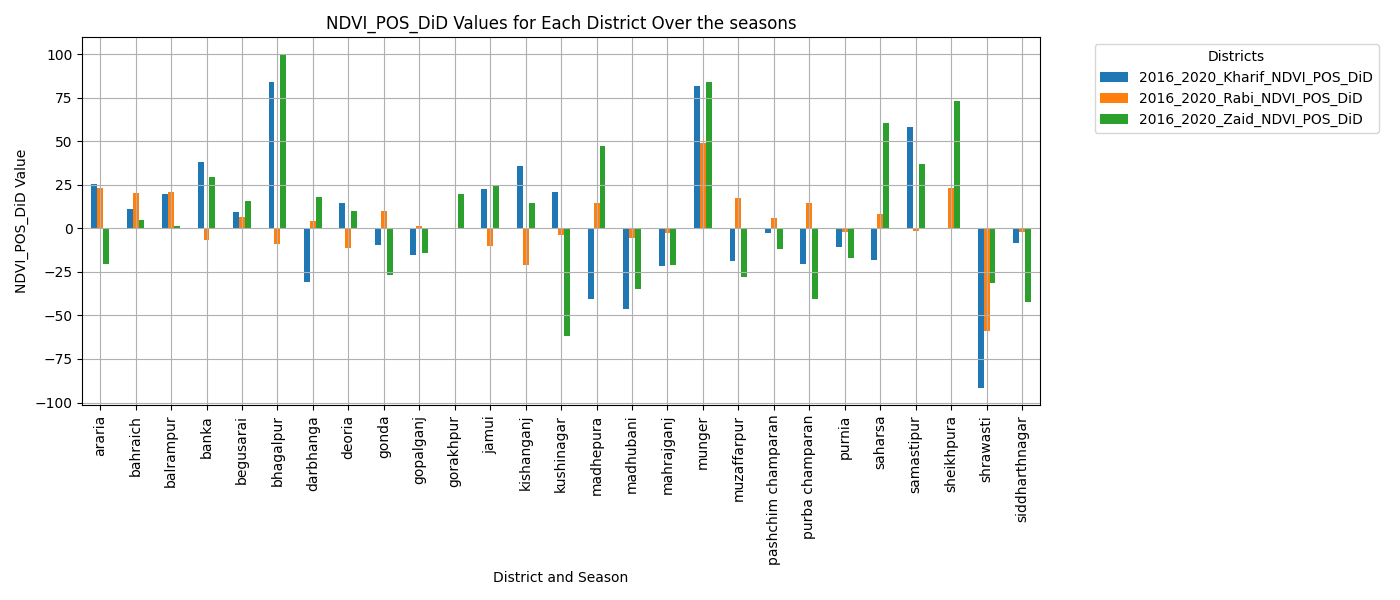 NDVI_POS_DiD Values for Each District Over the seasons
Districts
2016_2020_Kharif_NDVI_POS_DiD
2016_2020_Rabi_NDVI_POS_DiD
2016_2020_Zaid_NDVI_POS_DiD
NDVI_POS_DiD Value
100
75
50
25
0
−25
−50
−75
−100
araria
bahraich
balrampur
banka
begusarai
bhagalpur
darbhanga
deoria
gonda
gopalganj
gorakhpur
jamui
kishanganj
kushinagar
madhepura
madhubani
mahrajganj
munger
muzaffarpur
pashchim champaran
purba champaran
purnia
saharsa
samastipur
sheikhpura
shrawasti
siddharthnagar
District and Season